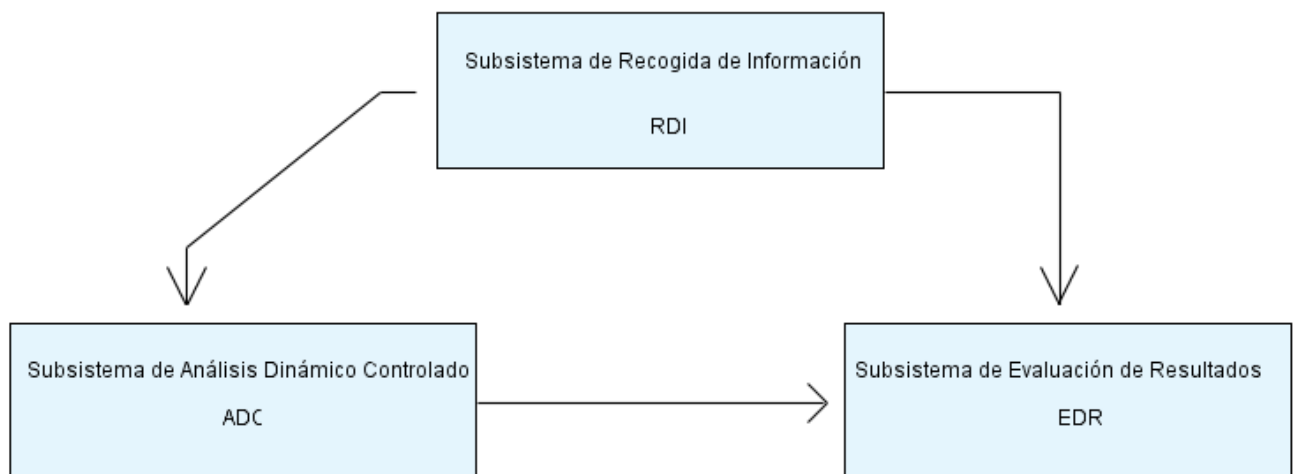 Subsistema de Recogida de Información
RDI
Subsistema de Análisis Dinámico Controlado
ADC
Subsistema de Evaluación de Resultados
EDR